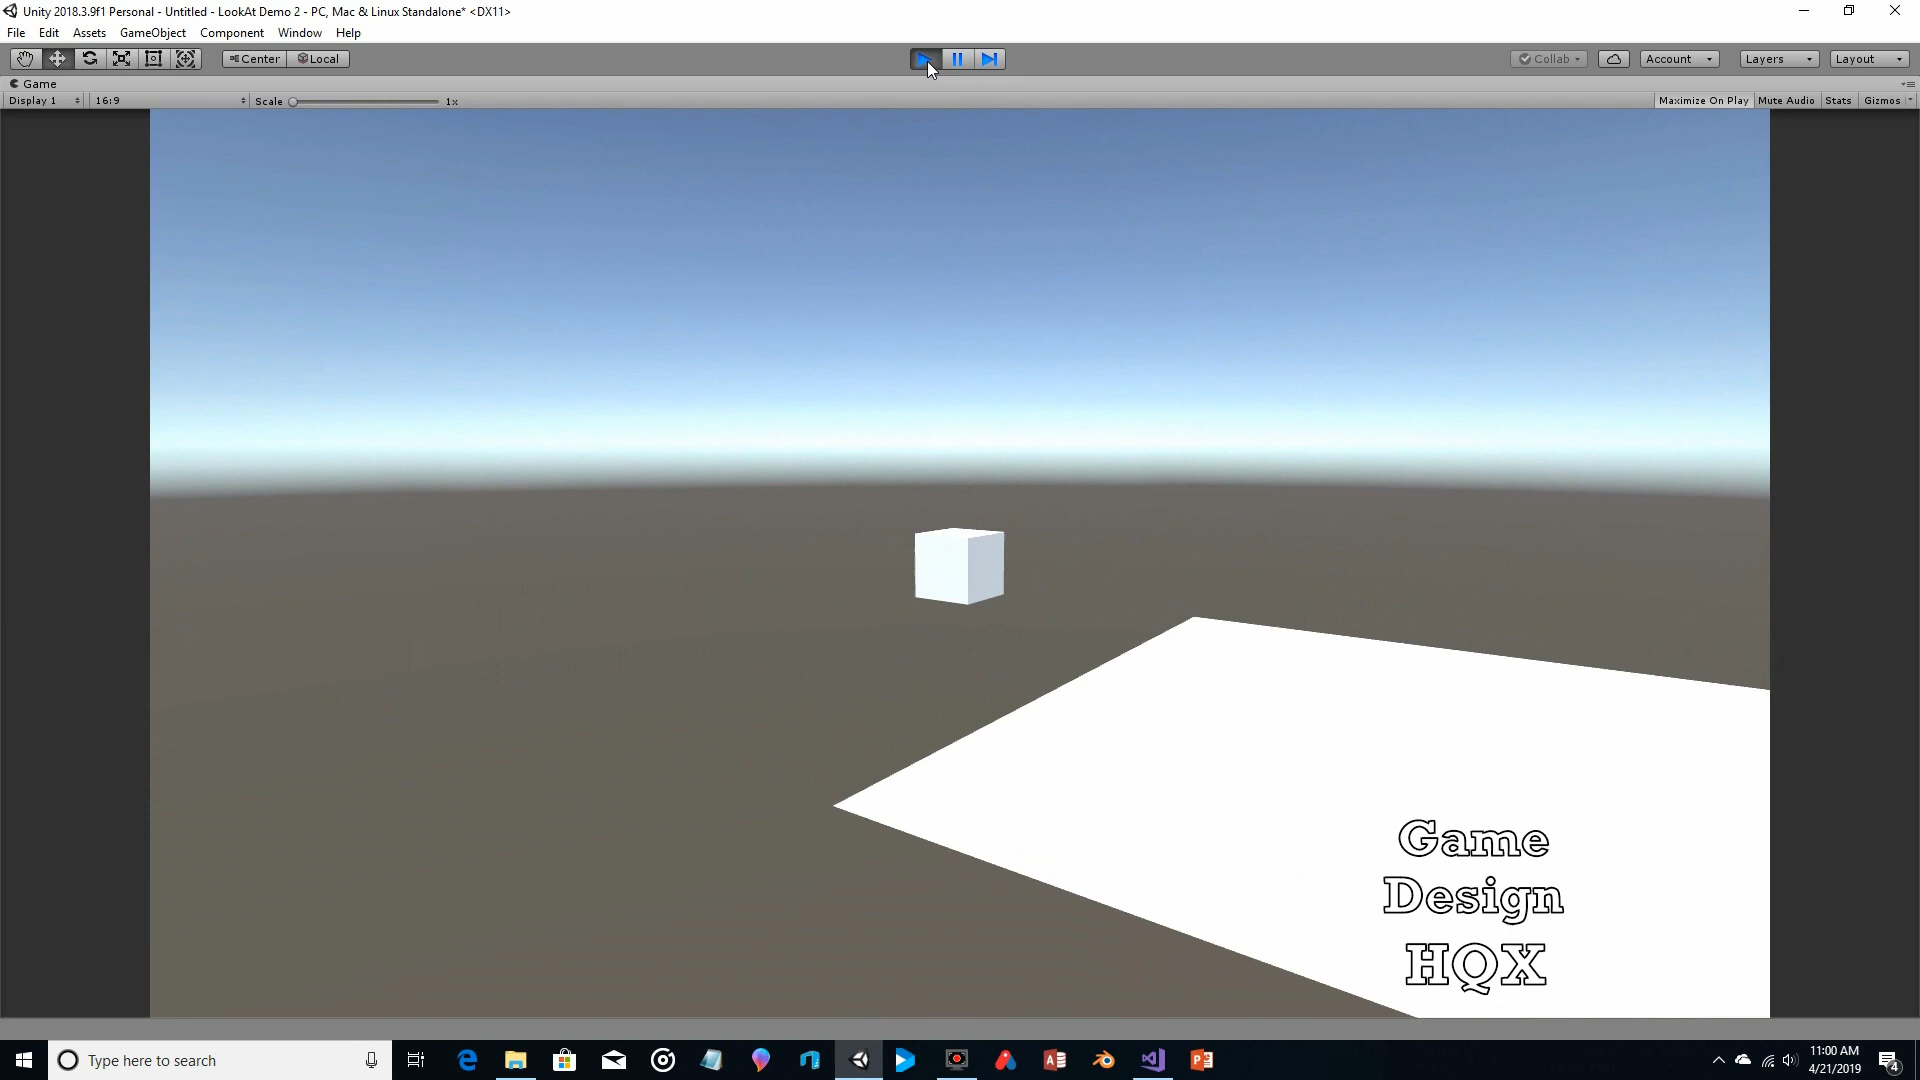 Unity 2018.3.9f1 Personal - Untitled - LookAt Demo 2 - PC, Mac & Linux Standalone* <DX11>
File Edit Assets GameObject Component Window Help
Center Local Collab Account Layers Layout
Game
Display 1 16:9 Scale 1x Maximize On Play Mute Audio Stats Gizmos
Game
Design
HQX
Type here to search
11:00 AM
4/21/2019
4